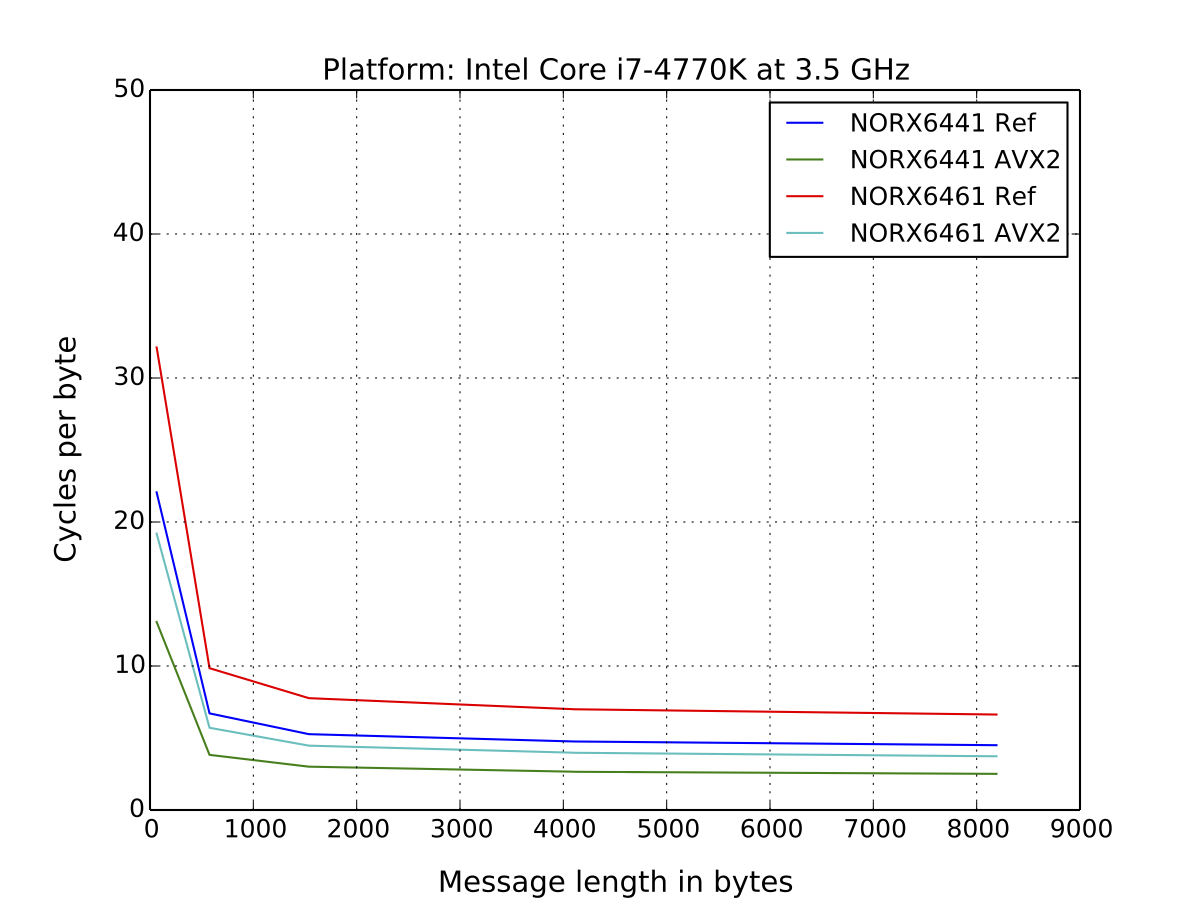 Platform: Intel Core i7-4770K at 3.5 GHz
50
40
30
20
10
0
Cycles per byte
NORX6441 Ref
NORX6441 AVX2
NORX6461 Ref
NORX6461 AVX2
0 1000 2000 3000 4000 5000 6000 7000 8000 9000
Message length in bytes